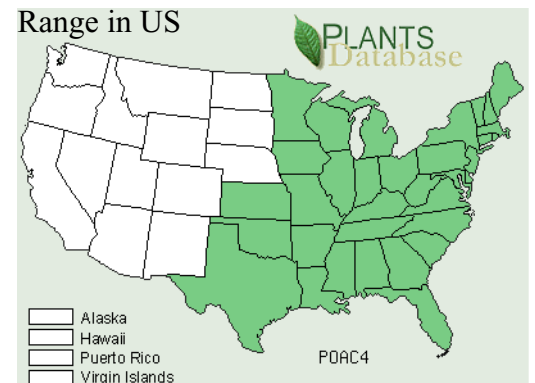 Range in US
PLANTS
Database
Alaska
Hawaii
Puerto Rico
Virgin Islands
POAC4